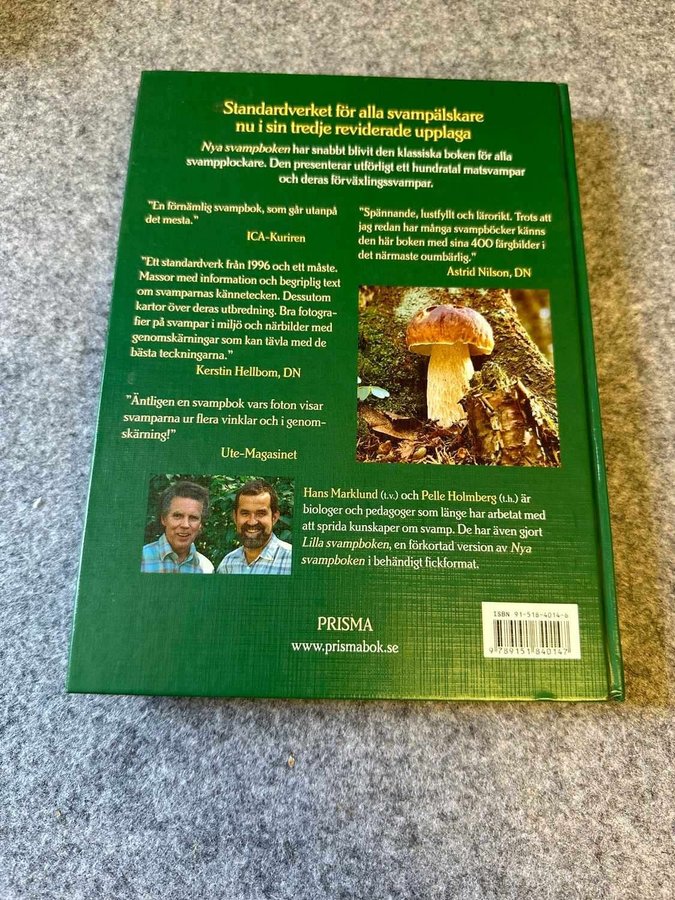 Standardverket för alla svampälskare
nu i sin tredje reviderade upplaga
Nya svampboken har snabbt blivit den klassiska boken för alla
svampplockare. Den presenterar utförligt ett hundratal matsvampar
och deras förväxlingssvampar.
"En förnämlig svampbok, som går utanpå
det mesta."
ICA-Kuriren
"Ett standardverk från 1996 och ett måste.
Massor med information och begriplig text
om svamparnas kännetecken. Dessutom
kartor över deras utbredning. Bra fotogra-
fier på svampar i miljö och närbilder med
genomskärningar som kan tävla med de
bästa teckningarna."
Kerstin Hellbom, DN
"Äntligen en svampbok vars foton visar
svamparna ur flera vinklar och i genom-
skärning!"
Ute-Magasinet
"Spännande, lustfyllt och lärorikt. Trots att
jag redan har många svampböcker känns
den här boken med sina 400 färgbilder i
det närmaste oumbärlig."
Astrid Nilson, DN
Hans Marklund (t.v.) och Pelle Holmberg (t.h.) är
biologer och pedagoger som länge har arbetat med
att sprida kunskaper om svamp. De har även gjort
Lilla svampboken, en förkortad version av Nya
svampboken i behändigt fickformat.
PRISMA
www.prismabok.se
ISBN 91-518-4014-6
9 789151 840147